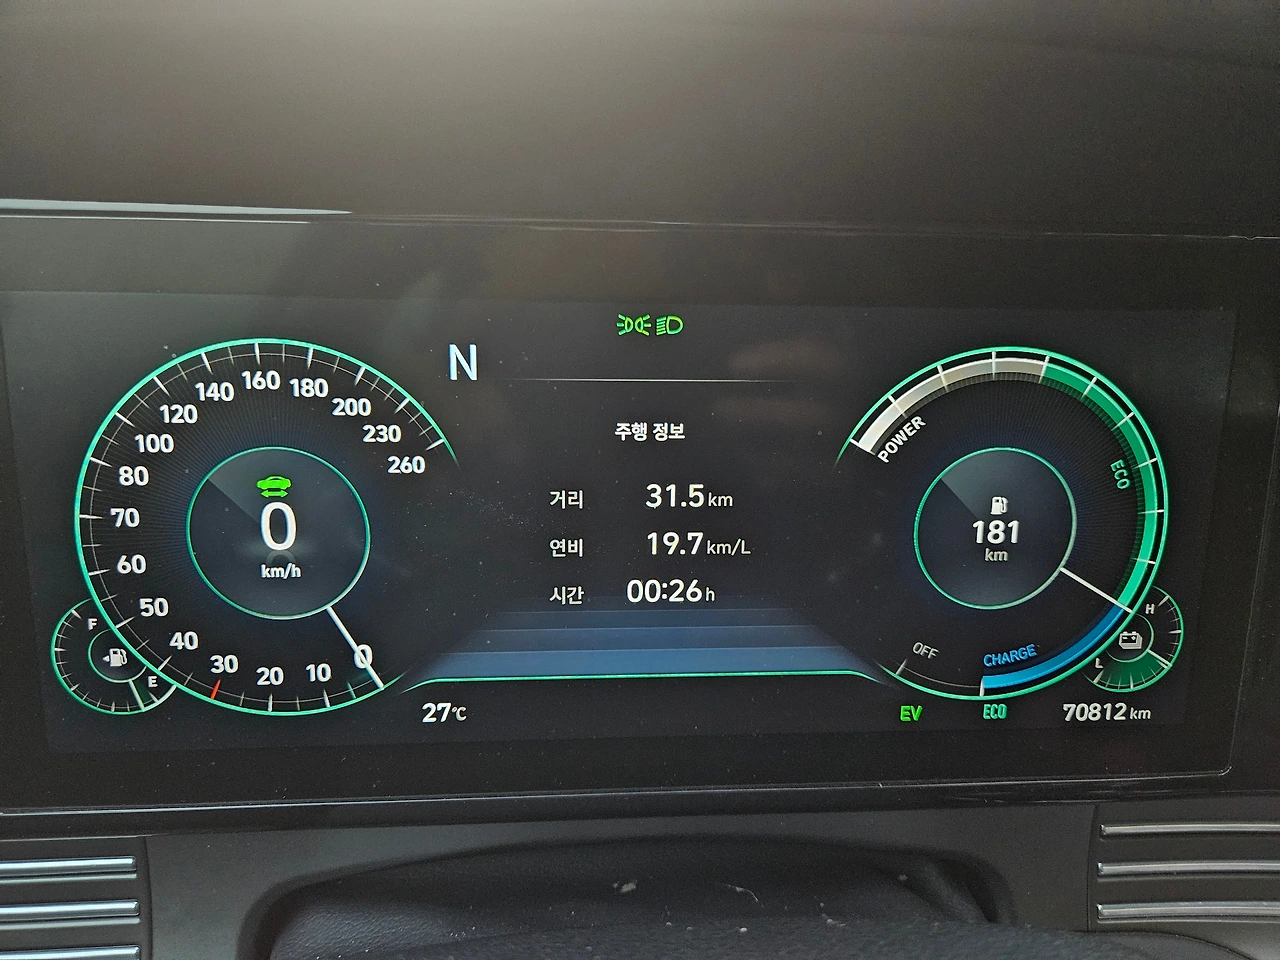 N
주행 정보
거리 31.5 km
연비 19.7 km/L
시간 00:26 h
0
10
20
30
40
50
60
70
80
100
120
140
160
180
200
230
260
0
km/h
F
E
27°C
POWER
ECO
CHARGE
OFF
181
km
H
L
EV
ECO
70812 km